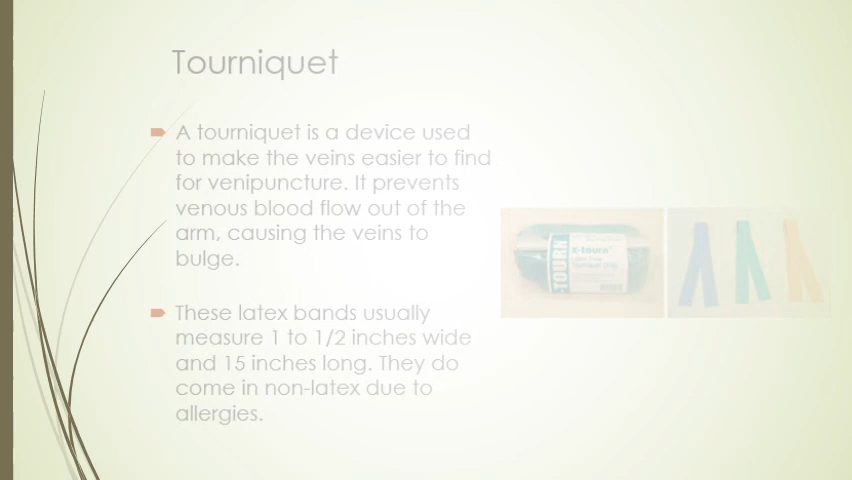 Tourniquet
A tourniquet is a device used
to make the veins easier to find
for venipuncture. It prevents
venous blood flow out of the
arm, causing the veins to
bulge.
These latex bands usually
measure 1 to 1/2 inches wide
and 15 inches long. They do
come in non-latex due to
allergies.
z-tourn